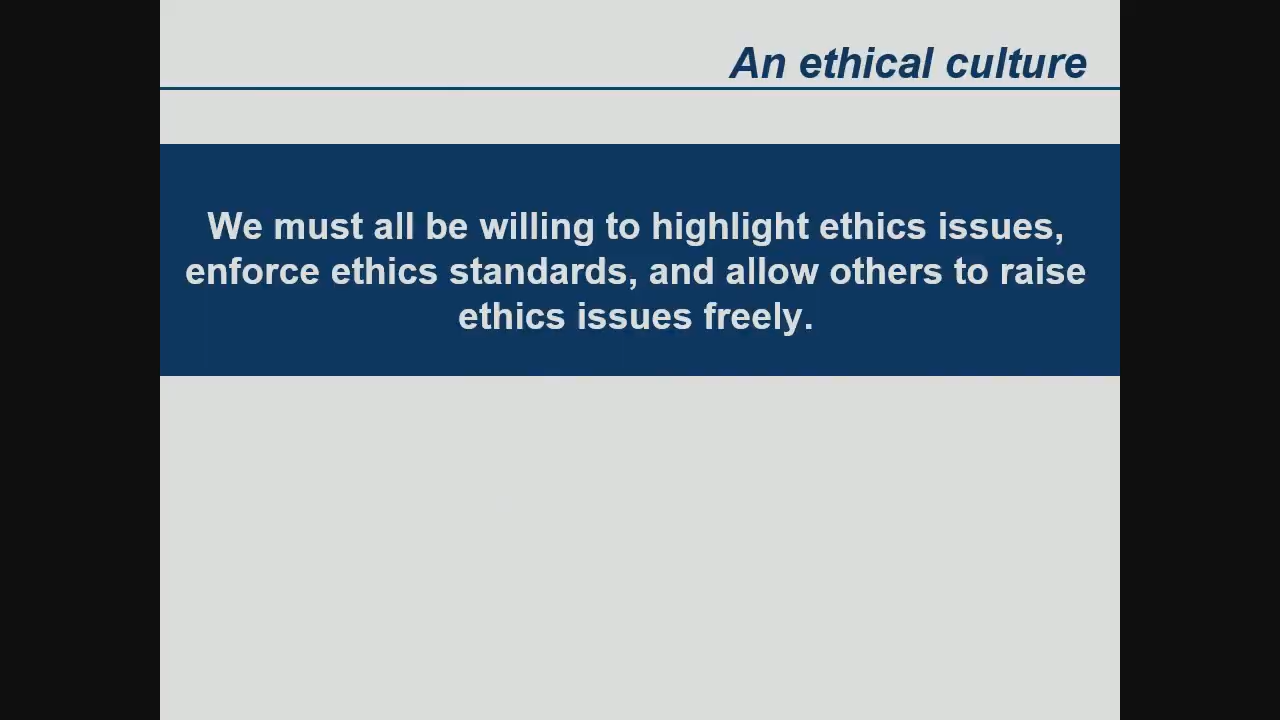 An ethical culture
We must all be willing to highlight ethics issues,
enforce ethics standards, and allow others to raise
ethics issues freely.